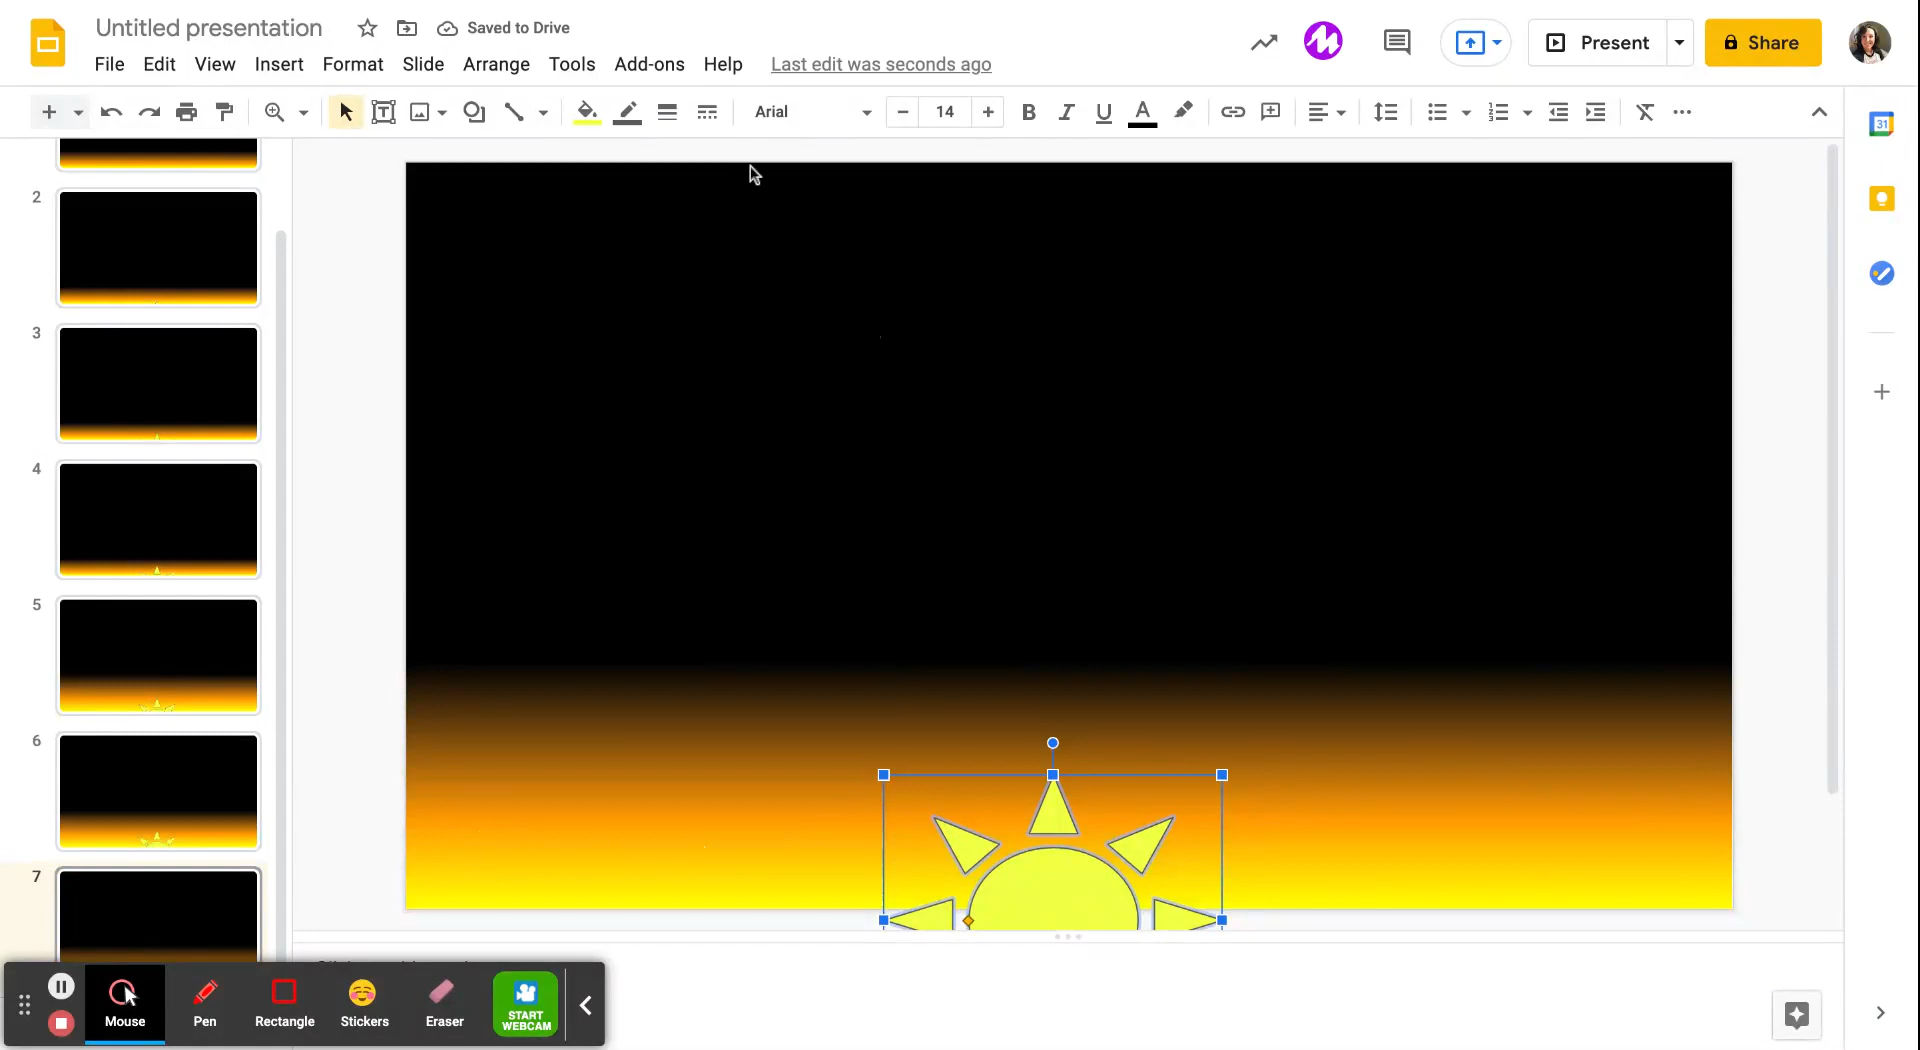 Untitled presentation
Saved to Drive
File Edit View Insert Format Slide Arrange Tools Add-ons Help Last edit was seconds ago
Present
Share
Arial
14
B I U A
31
2
3
4
5
6
7
Mouse
Pen
Rectangle
Stickers
Eraser
START
WEBCAM